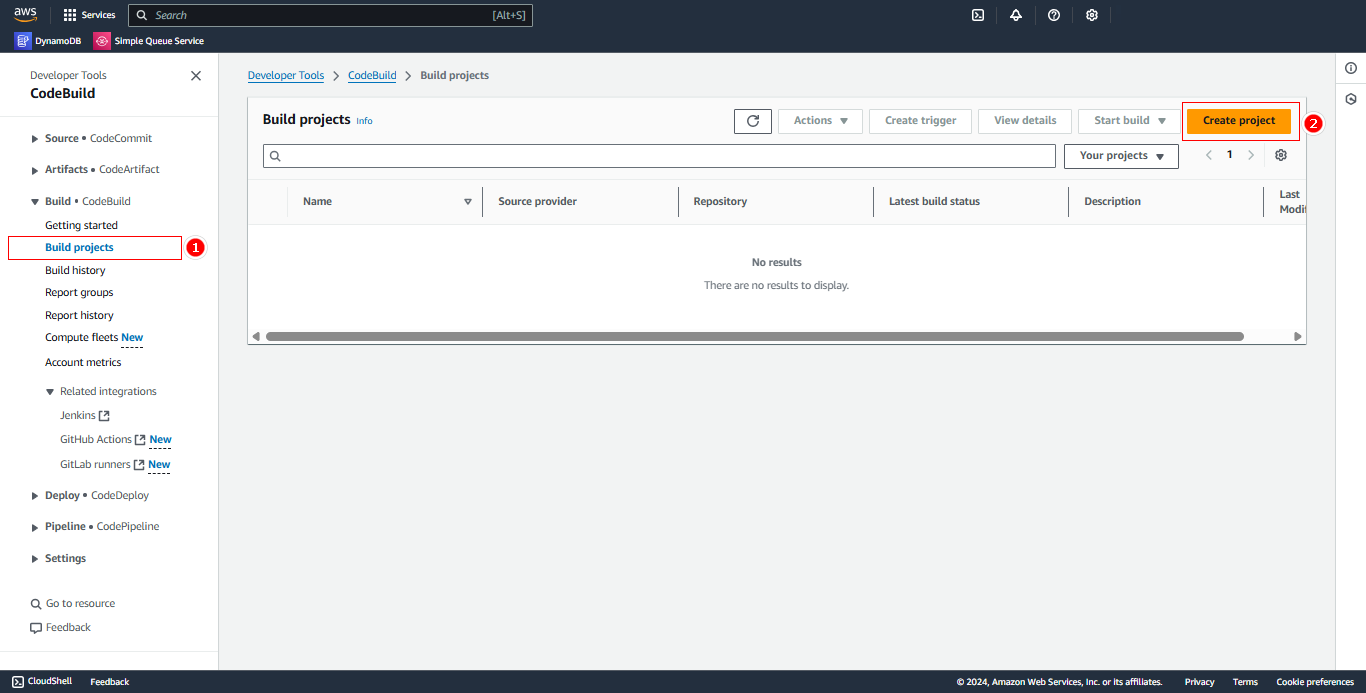 aws Services Search [Alt+S]
DynamoDB Simple Queue Service
Developer Tools
CodeBuild
Source • CodeCommit
Artifacts • CodeArtifact
Build • CodeBuild
Getting started
Build projects 1
Build history
Report groups
Report history
Compute fleets New
Account metrics
Related integrations
Jenkins
GitHub Actions New
GitLab runners New
Deploy • CodeDeploy
Pipeline • CodePipeline
Settings
Go to resource
Feedback
Developer Tools > CodeBuild > Build projects
Build projects Info Actions Create trigger View details Start build Create project 2
Your projects 1
Name Source provider Repository Latest build status Description Last
Modif
No results
There are no results to display.
CloudShell Feedback © 2024, Amazon Web Services, Inc. or its affiliates. Privacy Terms Cookie preferences